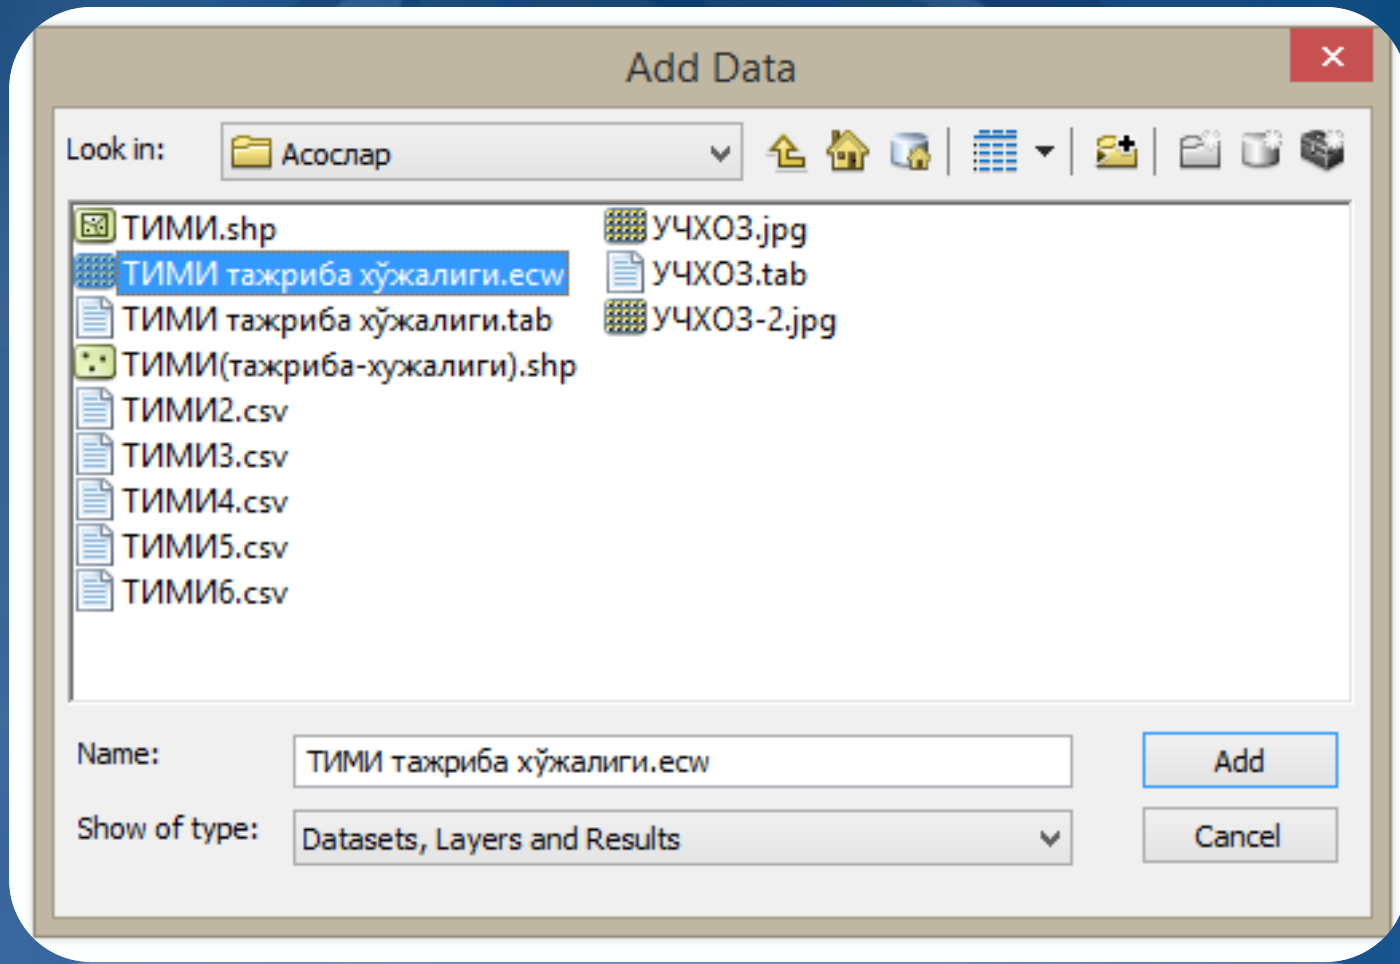 Add Data
Look in:
Асослар
ТИМИ.shp
ТИМИ тажриба хўжалиги.ecw
ТИМИ тажриба хўжалиги.tab
ТИМИ(тажриба-хужалиги).shp
ТИМИ2.csv
ТИМИ3.csv
ТИМИ4.csv
ТИМИ5.csv
ТИМИ6.csv
УЧХОЗ.jpg
УЧХОЗ.tab
УЧХОЗ-2.jpg
Name:
ТИМИ тажриба хўжалиги.ecw
Add
Show of type:
Datasets, Layers and Results
Cancel